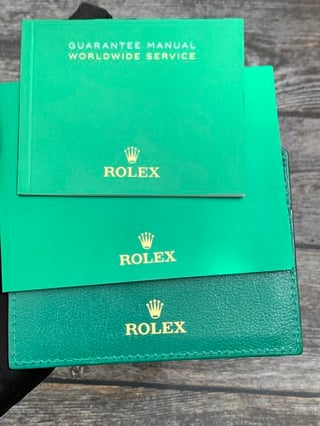 GUARANTEE MANUAL
WORLDWIDE SERVICE
ROLEX
ROLEX
ROLEX